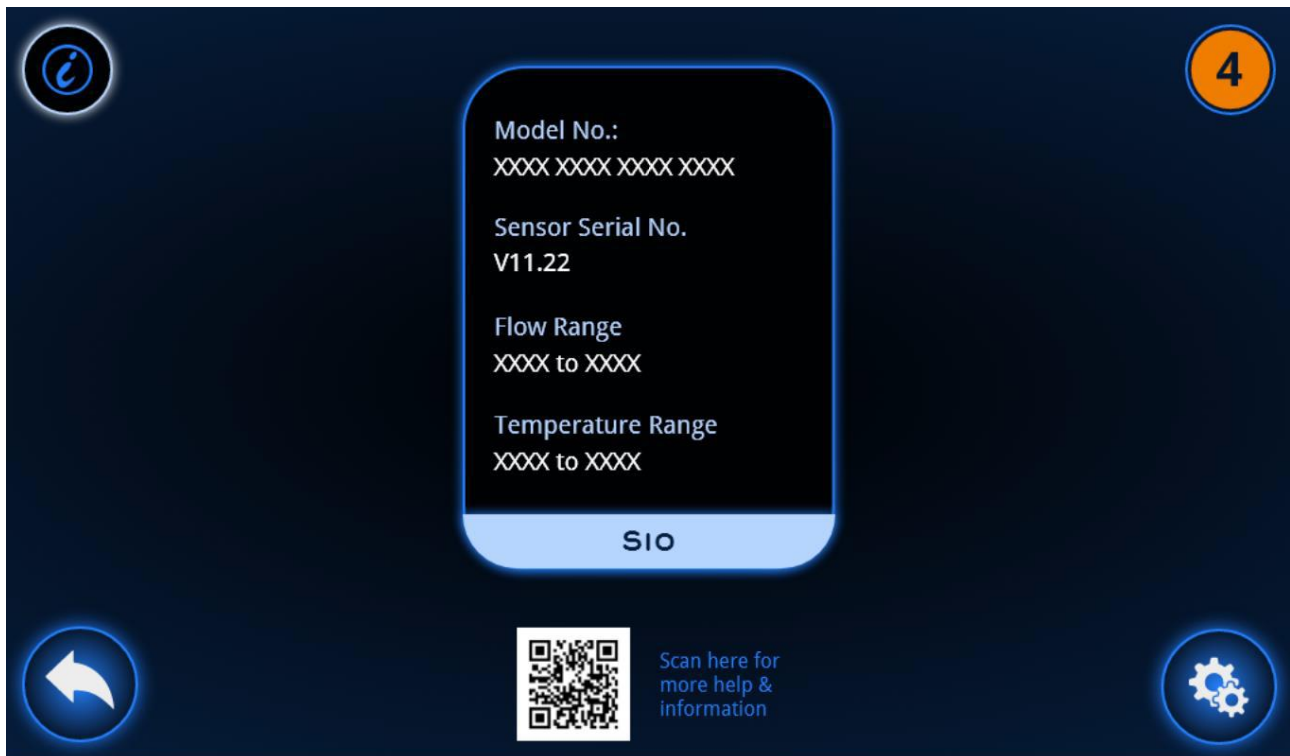 i
4
Model No.:
XXXX XXXX XXXX XXXX
Sensor Serial No.
V11.22
Flow Range
XXXX to XXXX
Temperature Range
XXXX to XXXX
S10
Scan here for
more help &
information